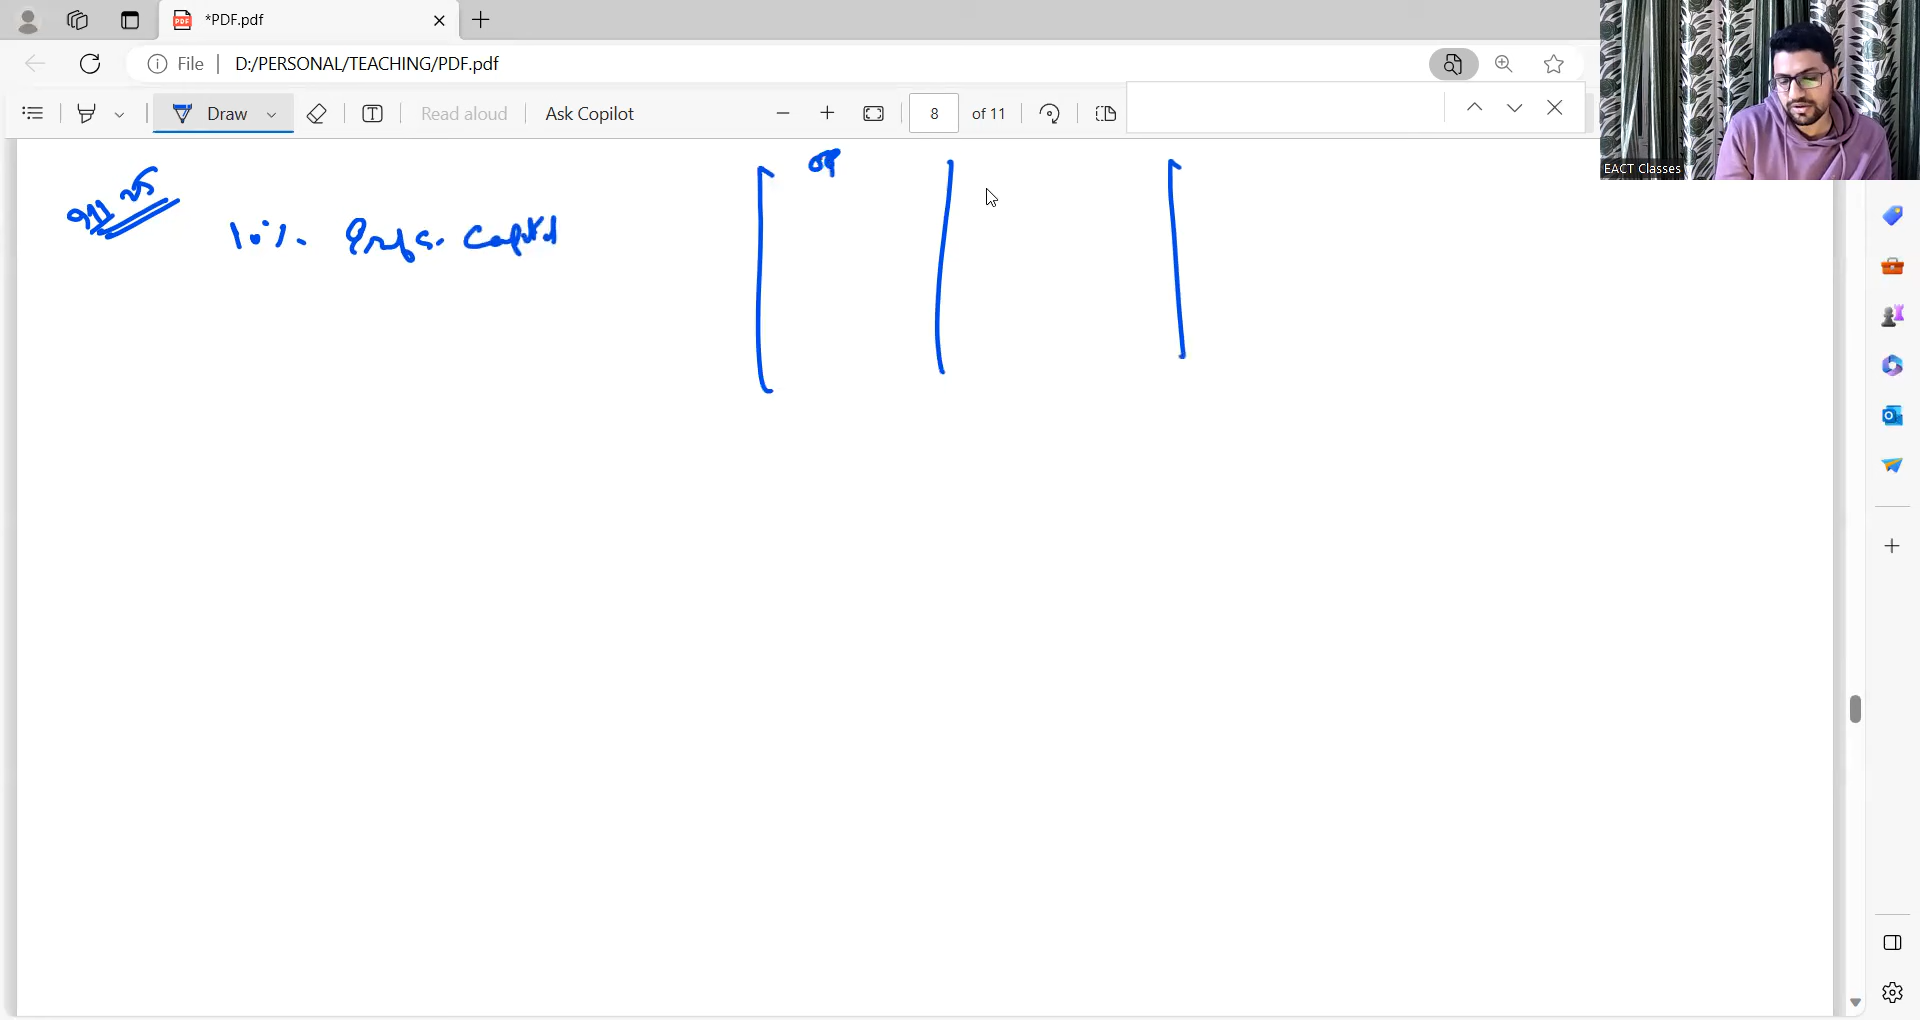 *PDF.pdf
File | D:/PERSONAL/TEACHING/PDF.pdf
Draw
Read aloud
Ask Copilot
8 of 11
EACT Classes
10%. Prefs. Capital